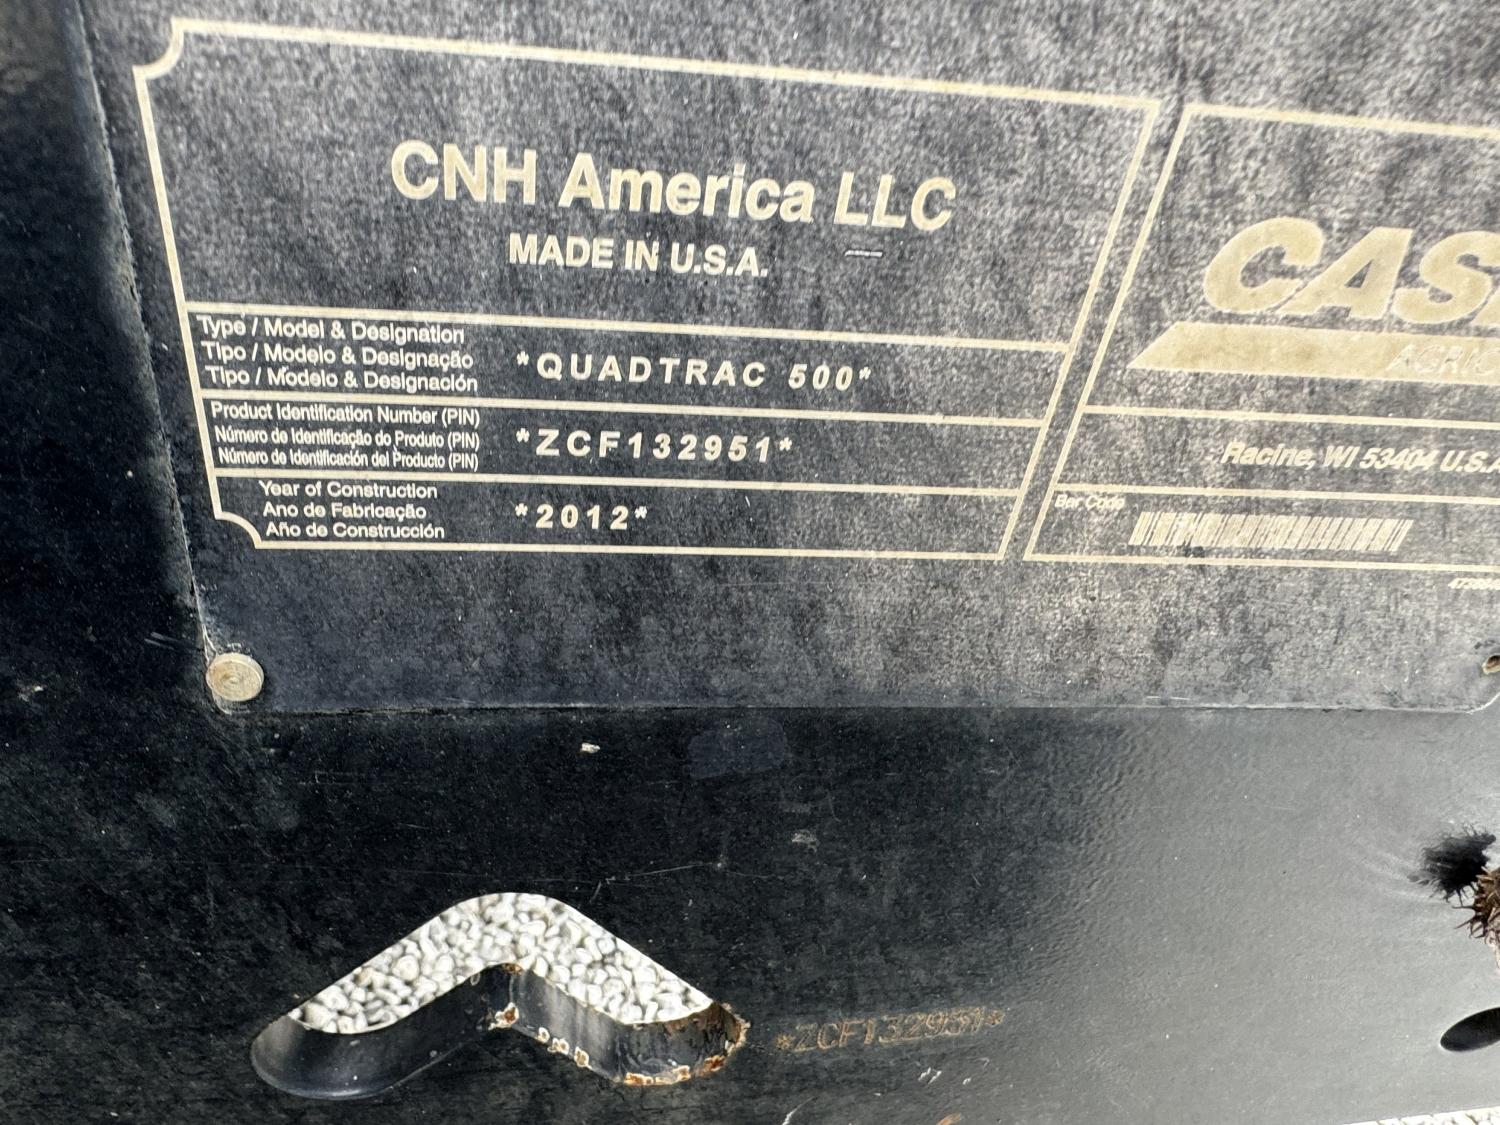 CNH America LLC
MADE IN U.S.A.
Type / Model & Designation
Tipo / Modelo & Designação
Tipo / Modelo & Designación
*QUADTRAC 500*
Product Identification Number (PIN)
Número de Identificação do Produto (PIN)
Número de Identificación del Producto (PIN)
*ZCF132951*
Year of Construction
Ano de Fabricação
Año de Construcción
*2012*
CAS
AGRIC
Racine, WI 53404 U.S.A
Bar Code
*ZCF132951*